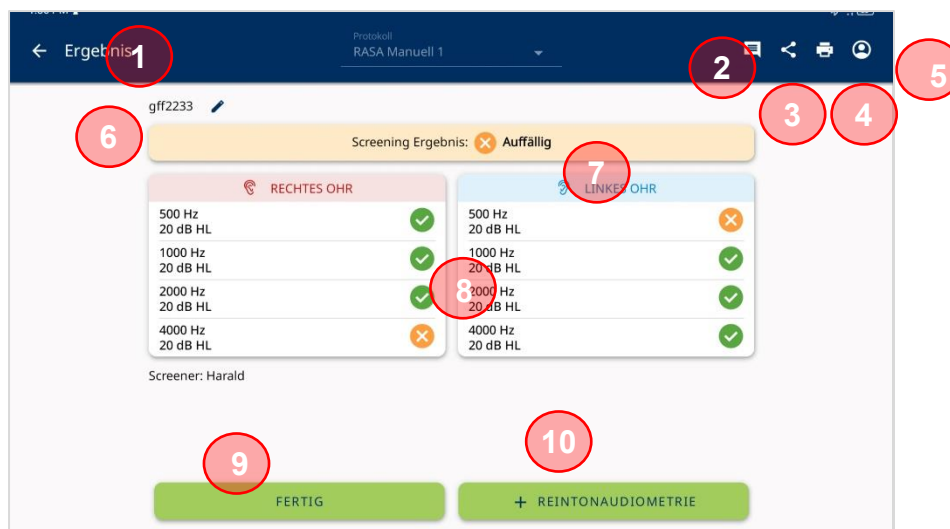 Protokoll
Ergebnis
RASA Manuell 1
1
2
3
4
5
6
gff2233
Screening Ergebnis: Auffällig
7
RECHTES OHR
500 Hz
20 dB HL
1000 Hz
20 dB HL
2000 Hz
20 dB HL
4000 Hz
20 dB HL
LINKES OHR
500 Hz
20 dB HL
1000 Hz
20 dB HL
2000 Hz
20 dB HL
4000 Hz
20 dB HL
8
Screener: Harald
9
10
FERTIG
+ REINTONAUDIOMETRIE